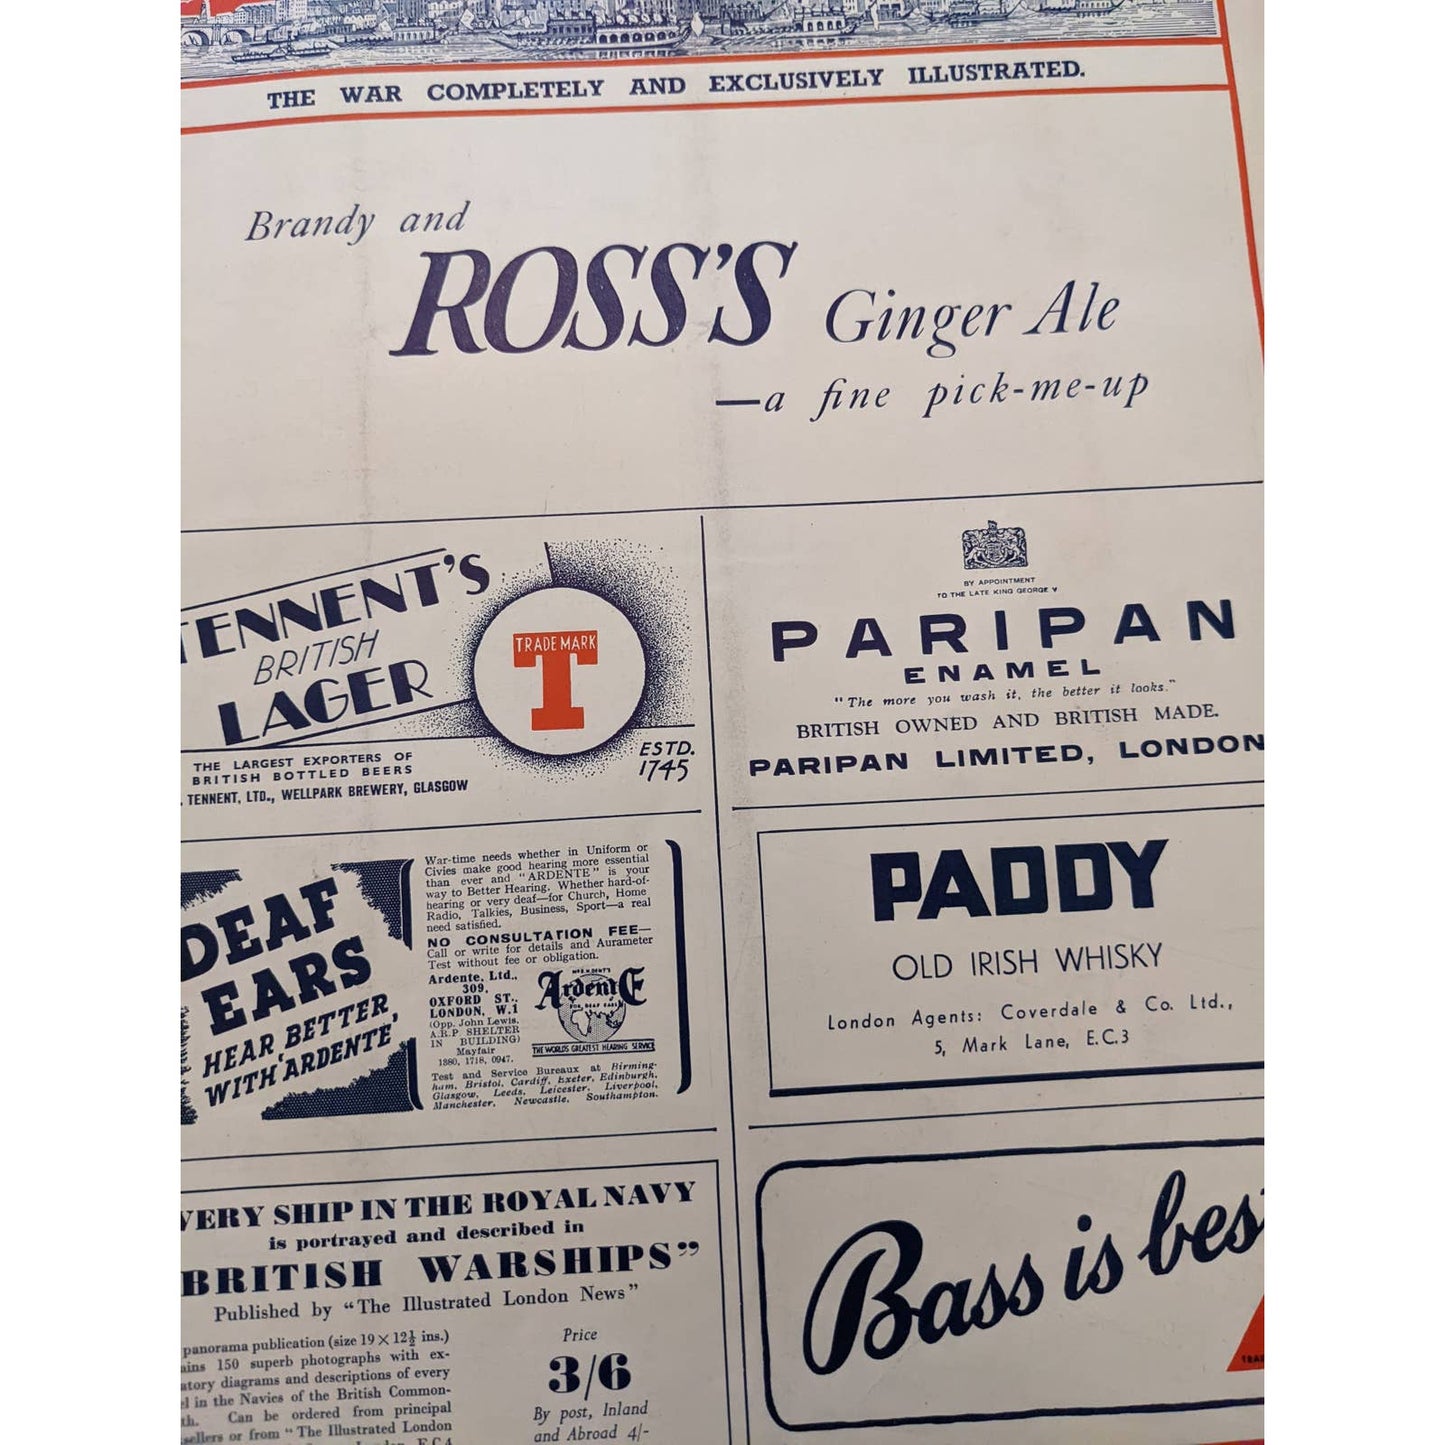 THE WAR COMPLETELY AND EXCLUSIVELY ILLUSTRATED.
Brandy and
ROSS'S Ginger Ale
—a fine pick-me-up
TENNENT'S
BRITISH
LAGER
TRADE MARK
T
ESTD.
1745
THE LARGEST EXPORTERS OF
BRITISH BOTTLED BEERS
. TENNENT, LTD., WELLPARK BREWERY, GLASGOW
BY APPOINTMENT
TO THE LATE KING GEORGE V
PARIPAN
ENAMEL
"The more you wash it, the better it looks."
BRITISH OWNED AND BRITISH MADE.
PARIPAN LIMITED, LONDON
DEAF
EARS
HEAR BETTER,
WITH 'ARDENTE'
War-time needs whether in Uniform or
Civies make good hearing more essential
than ever and "ARDENTE" is your
way to Better Hearing. Whether hard-of-
hearing or very deaf—for Church, Home
Radio, Talkies, Business, Sport—a real
need satisfied.
NO CONSULTATION FEE—
Call or write for details and Aurameter
Test without fee or obligation.
Ardente, Ltd.,
309,
OXFORD ST.,
LONDON, W.1
(Opp. John Lewis.
A.R.P SHELTER
IN BUILDING)
Mayfair
1380, 1718, 0947.
MR R.H. DENT'S
ArdentE
FOR DEAF EARS
THE WORLD'S GREATEST HEARING SERVICE
Test and Service Bureaux at Birming-
ham, Bristol, Cardiff, Exeter, Edinburgh,
Glasgow, Leeds, Leicester, Liverpool,
Manchester, Newcastle, Southampton.
PADDY
OLD IRISH WHISKY
London Agents: Coverdale & Co. Ltd.,
5, Mark Lane, E.C.3
VERY SHIP IN THE ROYAL NAVY
is portrayed and described in
BRITISH WARSHIPS"
Published by "The Illustrated London News"
panorama publication (size 19 × 12½ ins.)
ains 150 superb photographs with ex-
atory diagrams and descriptions of every
el in the Navies of the British Common-
th. Can be ordered from principal
sellers or from "The Illustrated London
Price
3/6
By post, Inland
and Abroad 4/-
Bass is bes